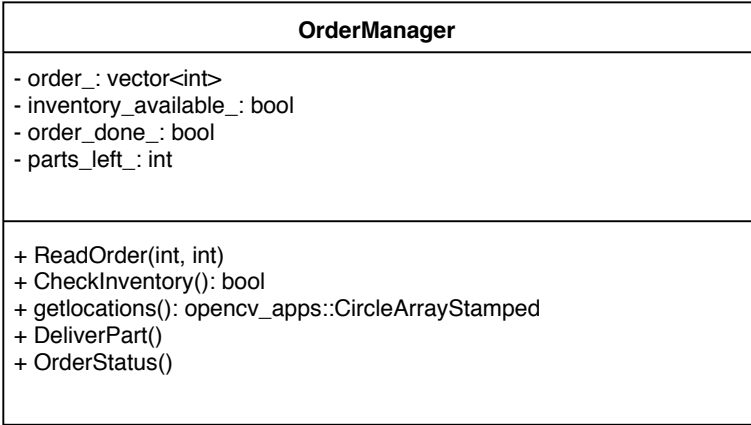 OrderManager
- order_: vector<int>
- inventory_available_: bool
- order_done_: bool
- parts_left_: int
+ ReadOrder(int, int)
+ CheckInventory(): bool
+ getlocations(): opencv_apps::CircleArrayStamped
+ DeliverPart()
+ OrderStatus()